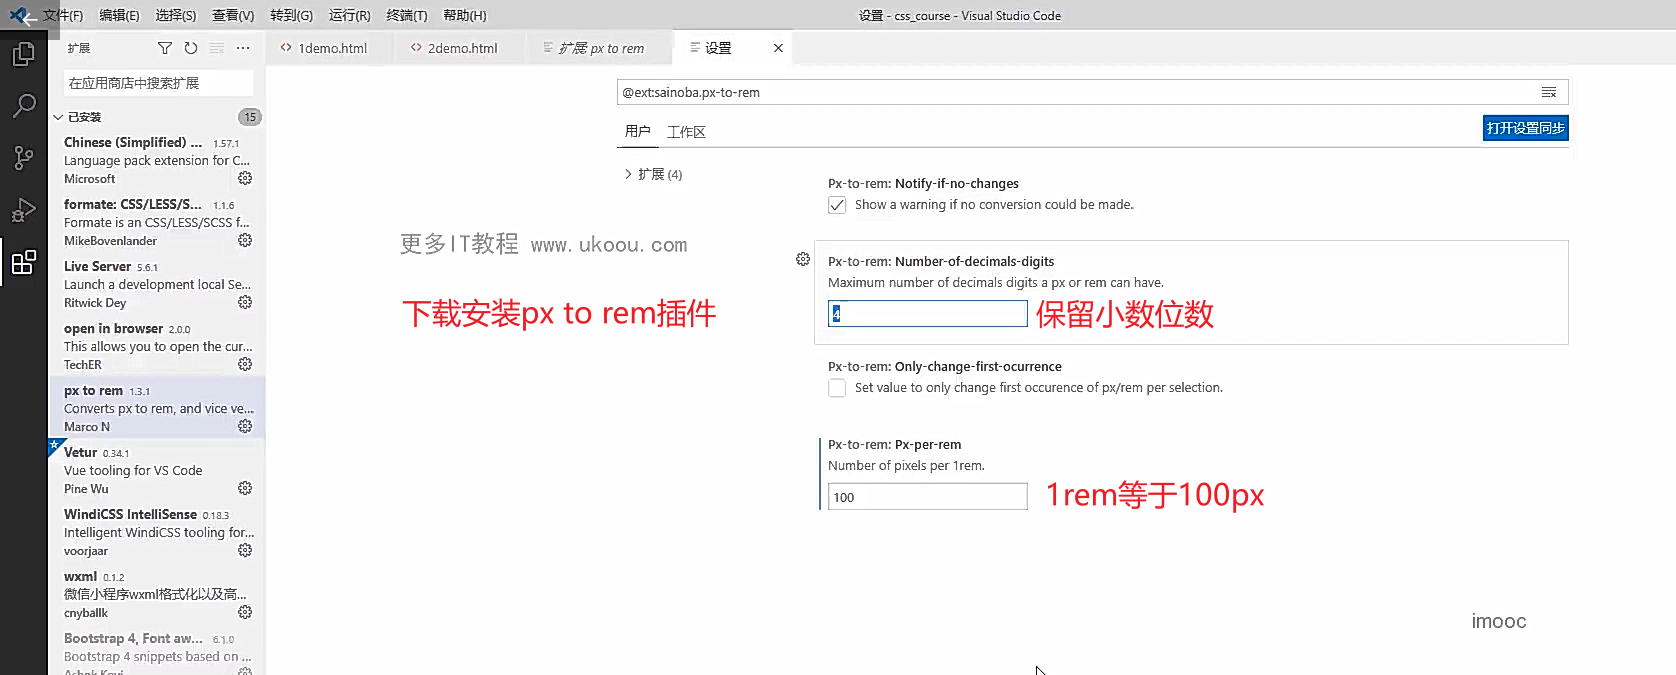 文件(F) 编辑(E) 选择(S) 查看(V) 转到(G) 运行(R) 终端(T) 帮助(H) 设置 - css_course - Visual Studio Code
扩展
1demo.html 2demo.html 扩展: px to rem 设置
在应用商店中搜索扩展
已安装 15
Chinese (Simplified) ... 1.57.1
Language pack extension for C...
Microsoft
formate: CSS/LESS/S... 1.1.6
Formate is an CSS/LESS/SCSS f...
MikeBovenlander
Live Server 5.6.1
Launch a development local Se...
Ritwick Dey
open in browser 2.0.0
This allows you to open the cur...
TechER
px to rem 1.3.1
Converts px to rem, and vice ve...
Marco N
Vetur 0.34.1
Vue tooling for VS Code
Pine Wu
WindiCSS IntelliSense 0.18.3
Intelligent WindiCSS tooling for...
voorjaar
wxml 0.1.2
微信小程序wxml格式化以及高...
cnyballk
Bootstrap 4, Font aw... 6.1.0
Bootstrap 4 snippets based on ...
@ext:sainoba.px-to-rem
用户 工作区 打开设置同步
扩展 (4)
Px-to-rem: Notify-if-no-changes
Show a warning if no conversion could be made.
更多IT教程 www.ukoou.com
Px-to-rem: Number-of-decimals-digits
Maximum number of decimals digits a px or rem can have.
下载安装px to rem插件
4 保留小数位数
Px-to-rem: Only-change-first-ocurrence
Set value to only change first occurence of px/rem per selection.
Px-to-rem: Px-per-rem
Number of pixels per 1rem.
100 1rem等于100px
imooc